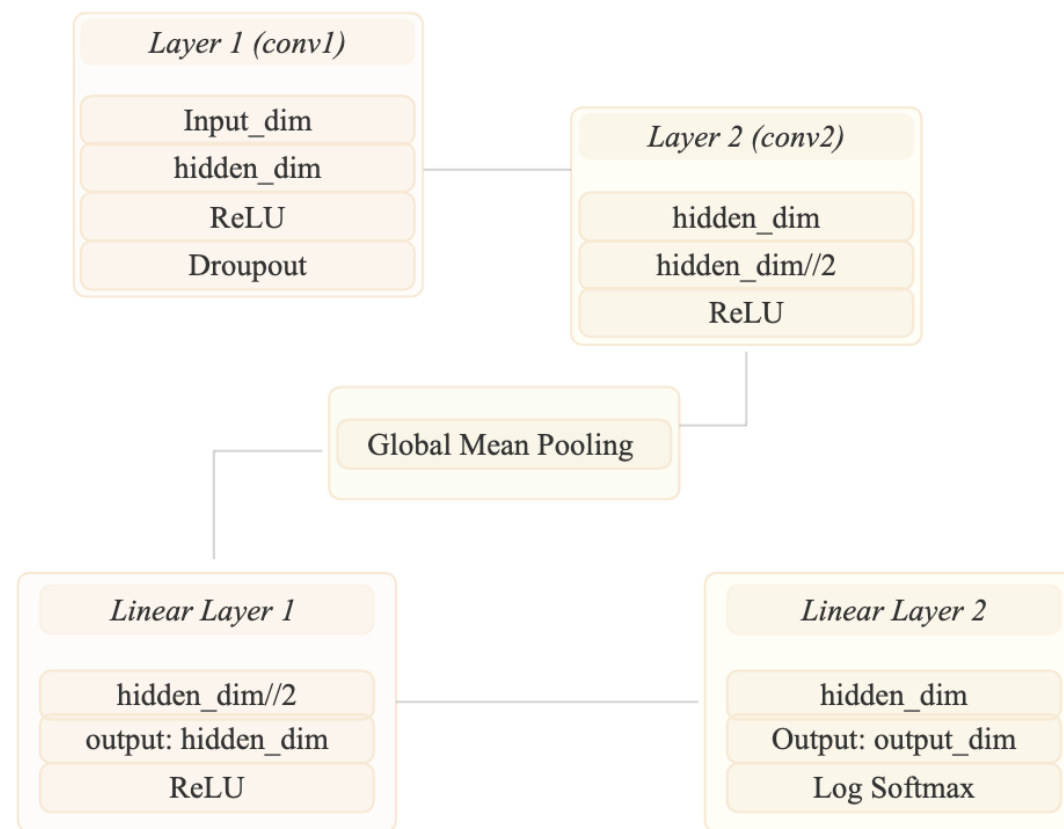 Layer 1 (conv1)
Input_dim
hidden_dim
ReLU
Droupout
Layer 2 (conv2)
hidden_dim
hidden_dim//2
ReLU
Global Mean Pooling
Linear Layer 1
hidden_dim//2
output: hidden_dim
ReLU
Linear Layer 2
hidden_dim
Output: output_dim
Log Softmax